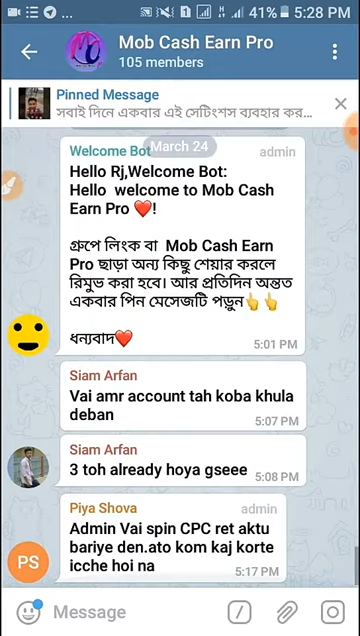 41% 5:28 PM
Mob Cash Earn Pro
105 members
Pinned Message
সবাই দিনে একবার এই সেটিংশস ব্যবহার কর...
March 24
Welcome Bot admin
Hello Rj,Welcome Bot:
Hello welcome to Mob Cash
Earn Pro ❤️!
গ্রুপে লিংক বা Mob Cash Earn
Pro ছাড়া অন্য কিছু শেয়ার করলে
রিমুভ করা হবে। আর প্রতিদিন অন্তত
একবার পিন মেসেজটি পড়ুন👆👆
ধন্যবাদ❤️
5:01 PM
Siam Arfan
Vai amr account tah koba khula
deban
5:07 PM
Siam Arfan
3 toh already hoya gseee 5:08 PM
Piya Shova admin
Admin Vai spin CPC ret aktu
bariye den.ato kom kaj korte
icche hoi na
5:17 PM
PS
Message